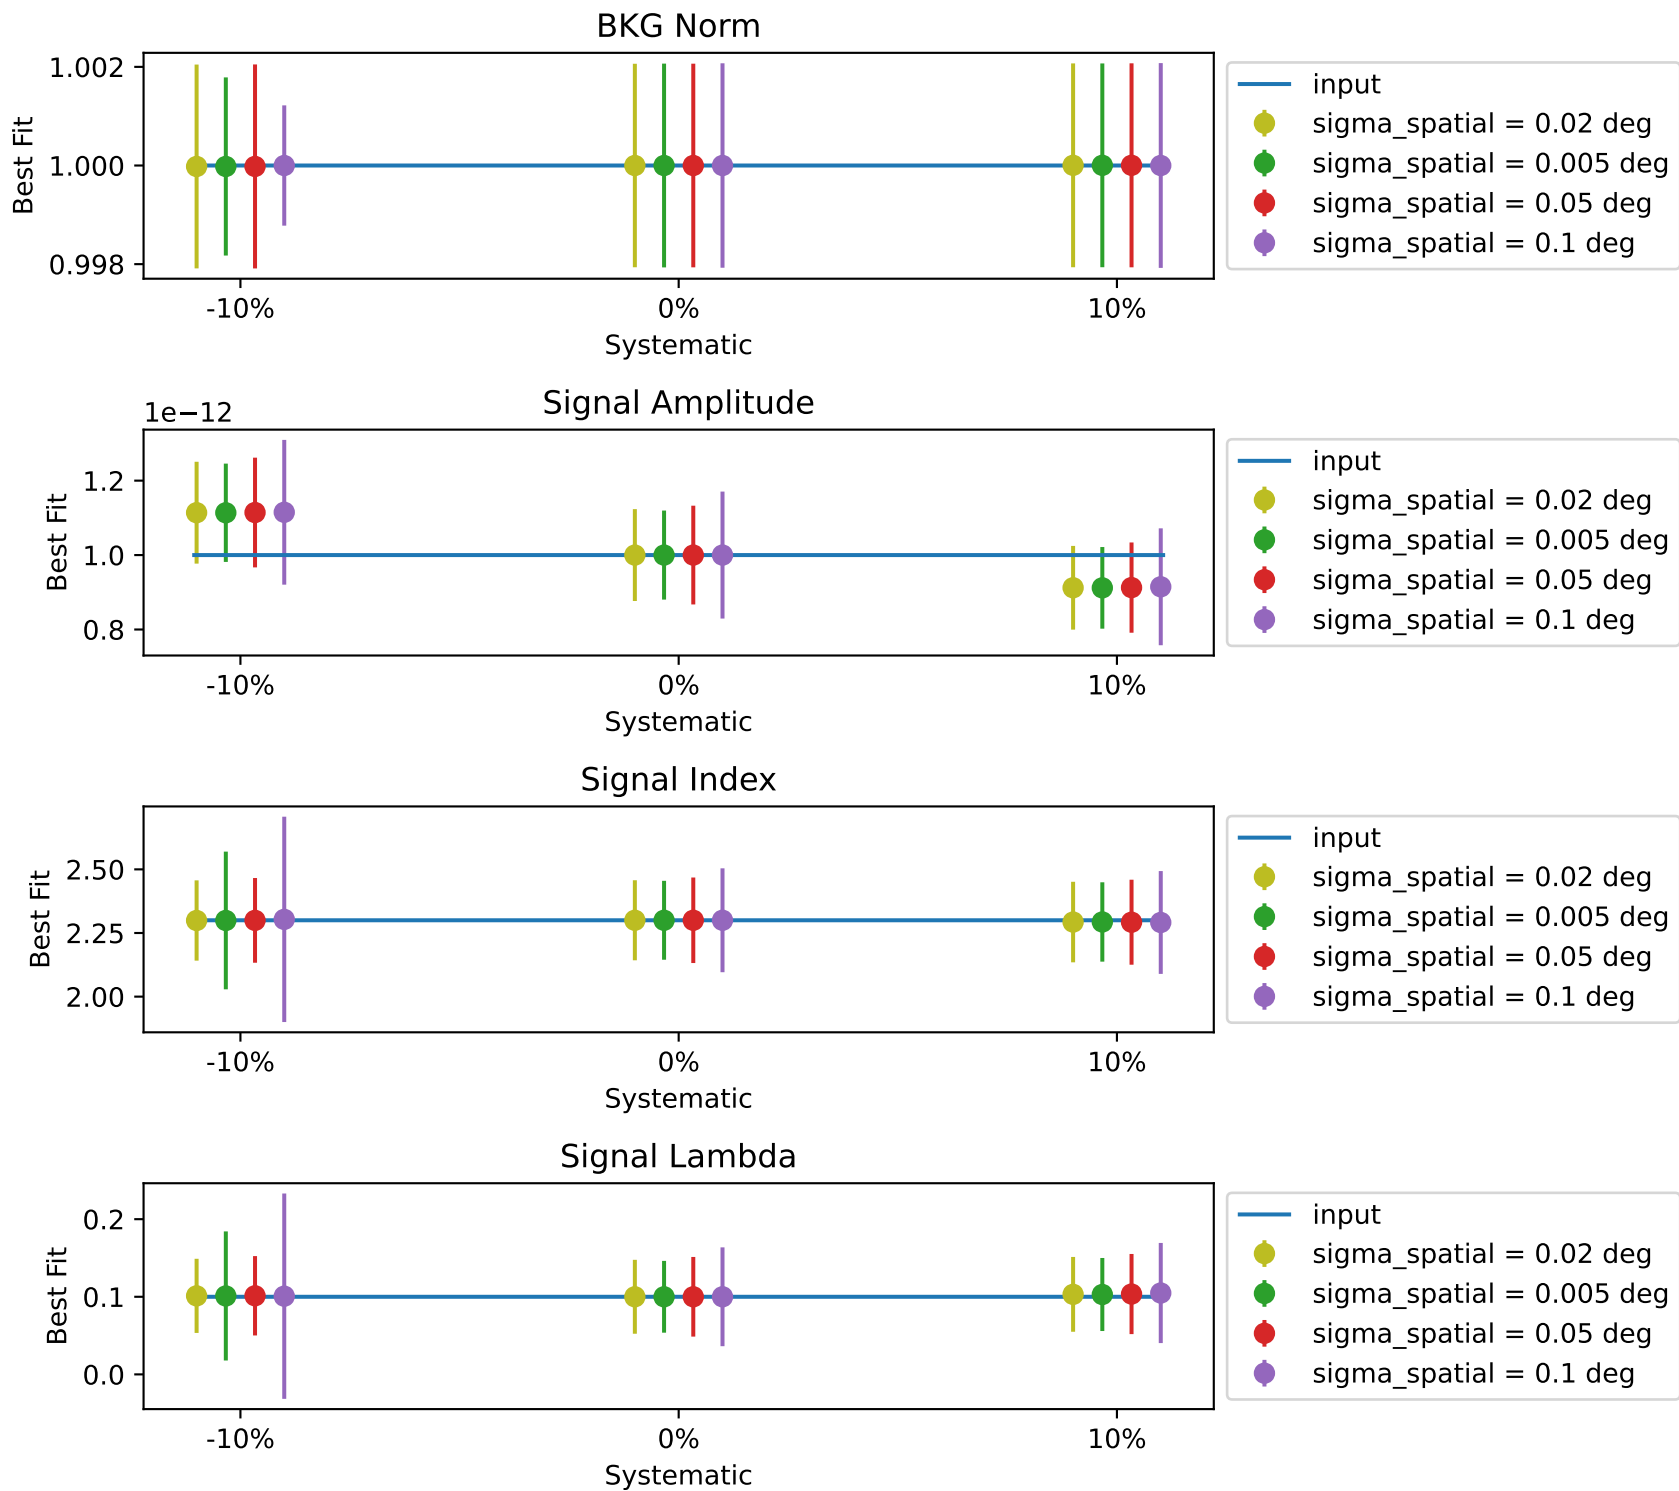 BKG Norm
1.002
1.000
0.998
Best Fit
-10% 0% 10%
Systematic
input
sigma_spatial = 0.02 deg
sigma_spatial = 0.005 deg
sigma_spatial = 0.05 deg
sigma_spatial = 0.1 deg
Signal Amplitude
1e−12
1.2
1.0
0.8
Best Fit
-10% 0% 10%
Systematic
input
sigma_spatial = 0.02 deg
sigma_spatial = 0.005 deg
sigma_spatial = 0.05 deg
sigma_spatial = 0.1 deg
Signal Index
2.50
2.25
2.00
Best Fit
-10% 0% 10%
Systematic
input
sigma_spatial = 0.02 deg
sigma_spatial = 0.005 deg
sigma_spatial = 0.05 deg
sigma_spatial = 0.1 deg
Signal Lambda
0.2
0.1
0.0
Best Fit
-10% 0% 10%
Systematic
input
sigma_spatial = 0.02 deg
sigma_spatial = 0.005 deg
sigma_spatial = 0.05 deg
sigma_spatial = 0.1 deg